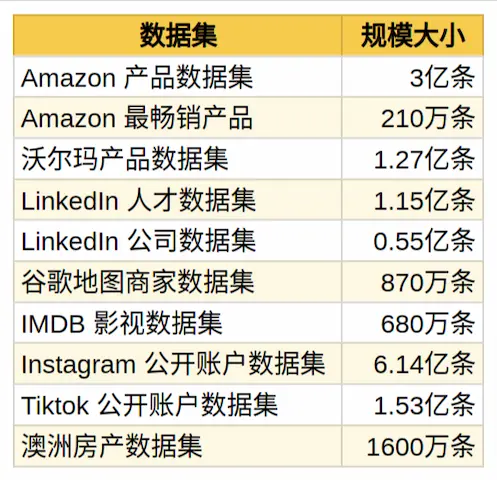 数据集 规模大小
Amazon 产品数据集 3亿条
Amazon 最畅销产品 210万条
沃尔玛产品数据集 1.27亿条
LinkedIn 人才数据集 1.15亿条
LinkedIn 公司数据集 0.55亿条
谷歌地图商家数据集 870万条
IMDB 影视数据集 680万条
Instagram 公开账户数据集 6.14亿条
Tiktok 公开账户数据集 1.53亿条
澳洲房产数据集 1600万条